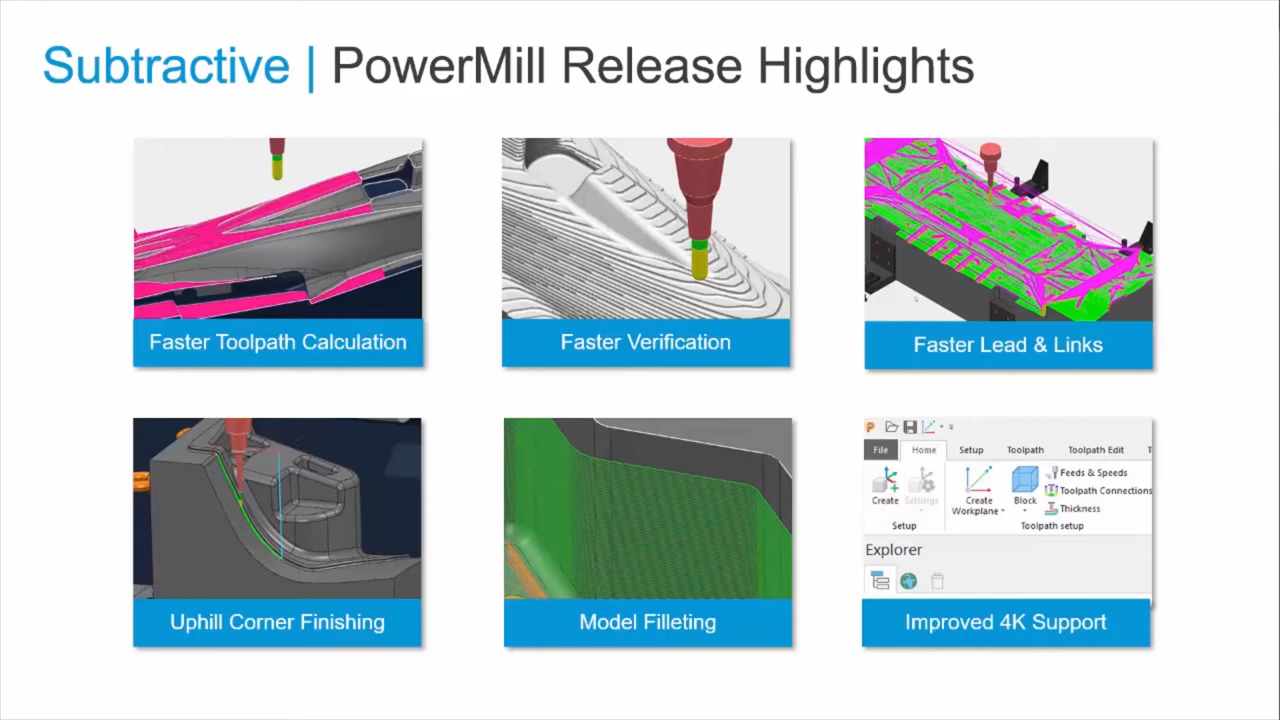 Subtractive | PowerMill Release Highlights
Faster Toolpath Calculation
Faster Verification
Faster Lead & Links
Uphill Corner Finishing
Model Filleting
P
File Home Setup Toolpath Toolpath Edit T
Create Settings Create Workplane Block Feeds & Speeds
Toolpath Connections
Thickness
Setup Toolpath setup
Explorer
Improved 4K Support